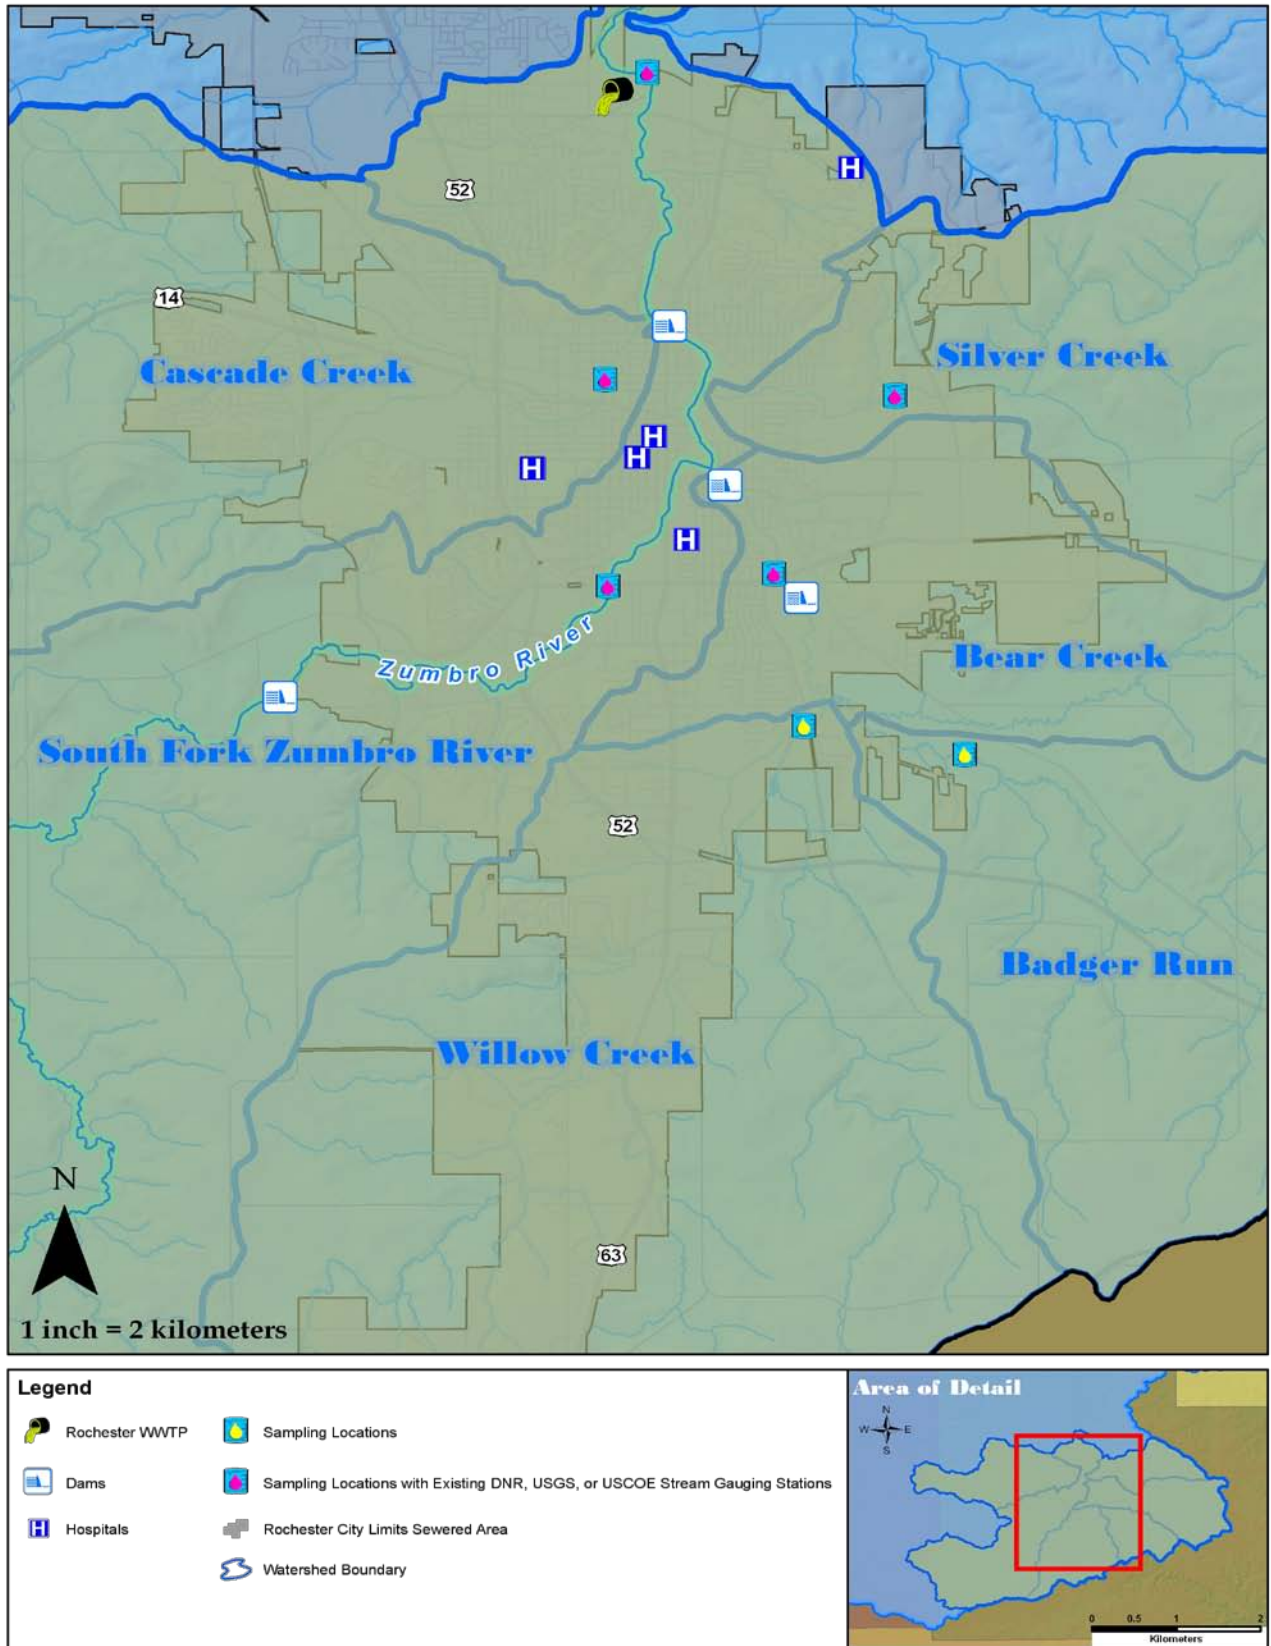 H
52
14
Cascade Creek
Silver Creek
H
H
H
H
Zumbro River
Bear Creek
South Fork Zumbro River
52
Badger Run
Willow Creek
N
63
1 inch = 2 kilometers
Legend
Rochester WWTP
Sampling Locations
Dams
Sampling Locations with Existing DNR, USGS, or USCOE Stream Gauging Stations
H
Hospitals
Rochester City Limits Sewered Area
Watershed Boundary
Area of Detail
N
W E
S
0 0.5 1 2
Kilometers